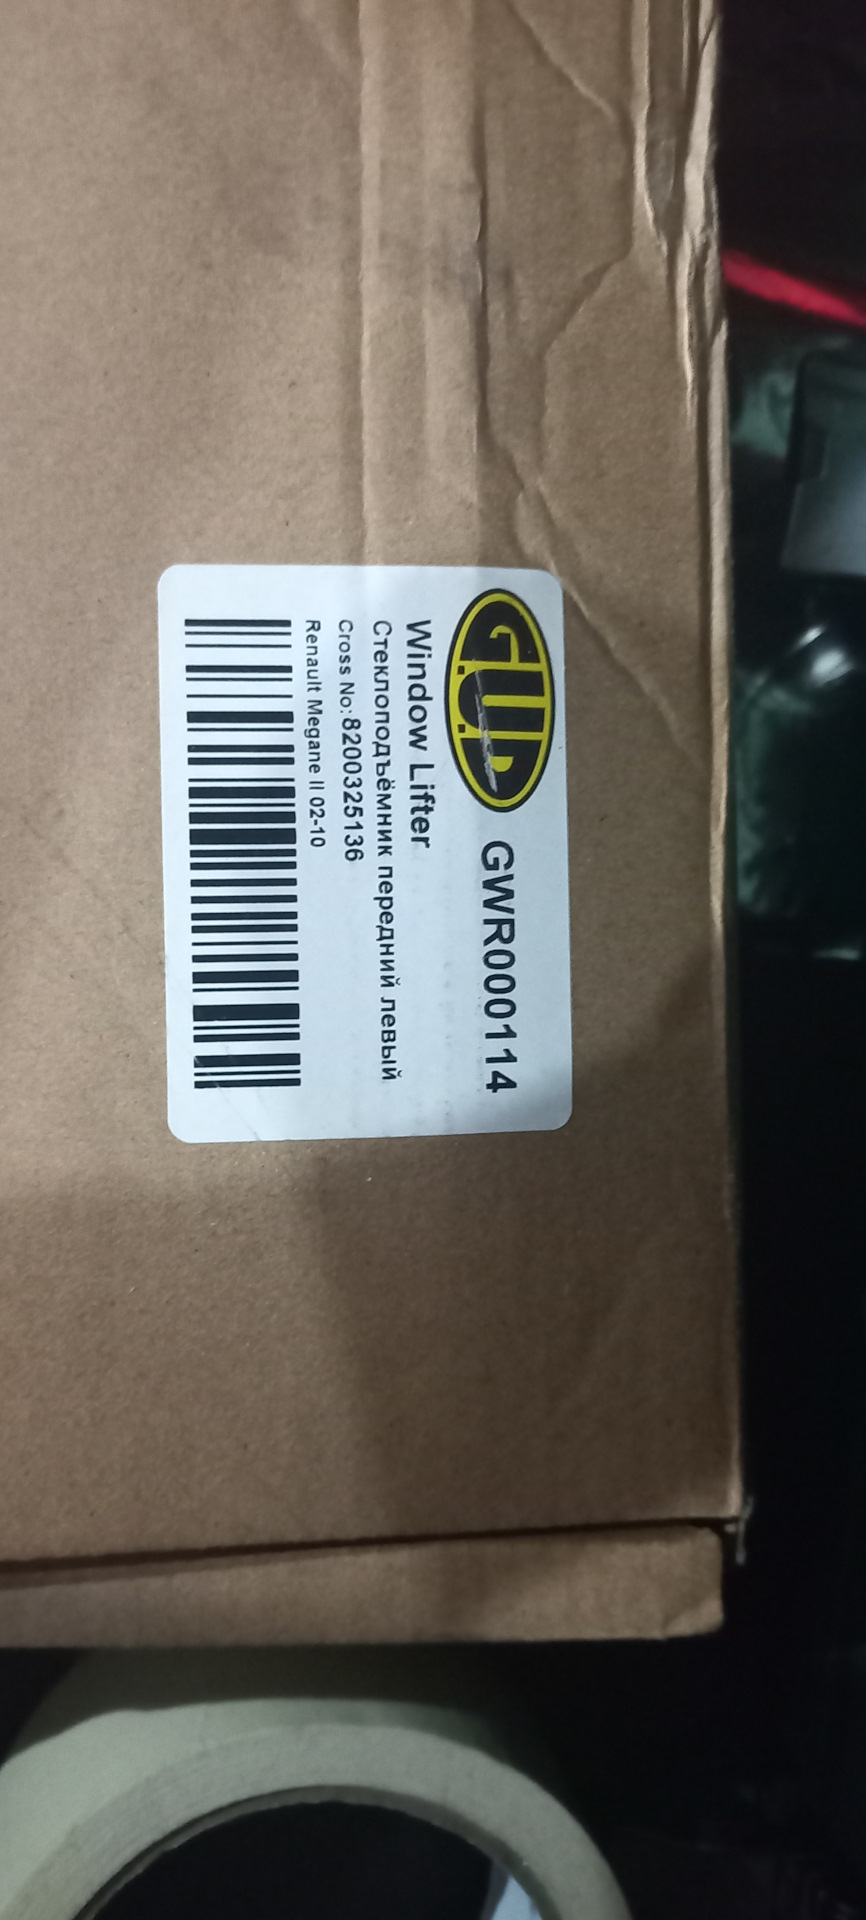 G.U.D
GWR000114
Window Lifter
Стеклоподъёмник передний левый
Cross No: 8200325136
Renault Megane II 02-10